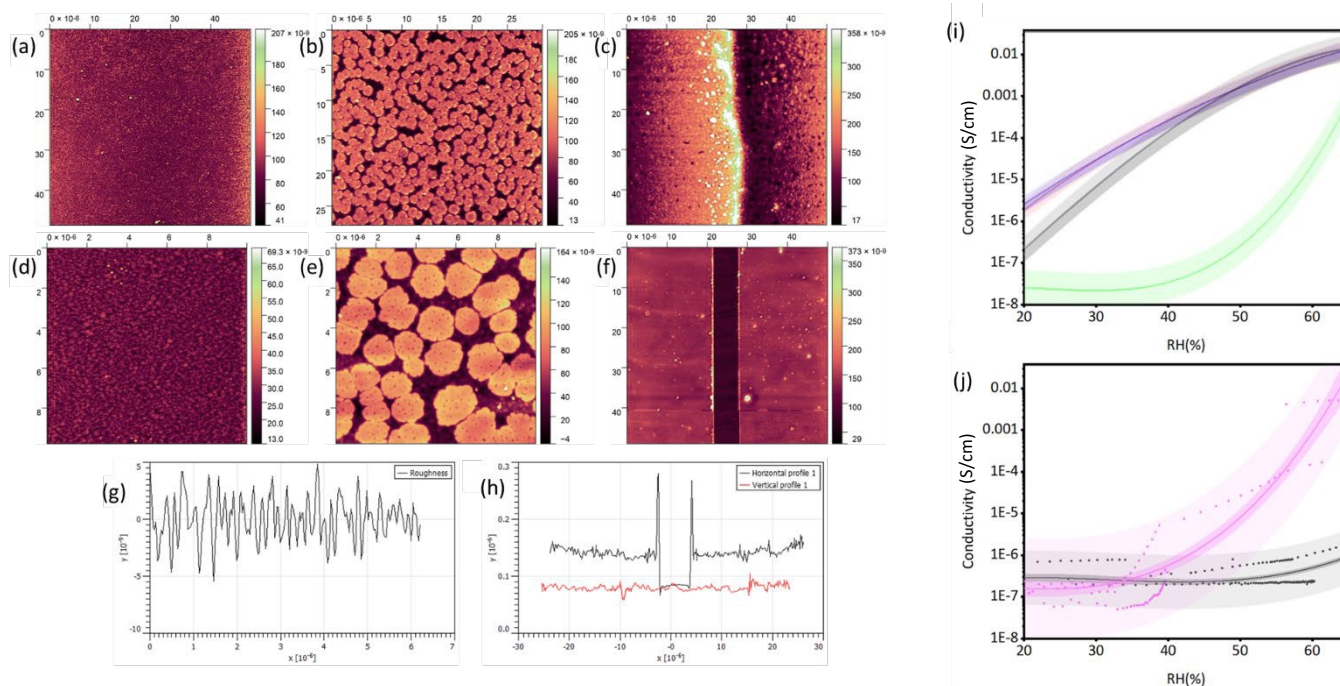 (a)
0 × 10⁻⁶ 20 40
0
10
20
30
40
207 × 10⁻⁹
180
160
140
120
100
80
60
41
(b)
0 × 10⁻⁶ 5 10 15 20 25
0
5
10
15
20
25
205 × 10⁻⁹
180
160
140
120
100
80
60
40
13
(c)
0 × 10⁻⁶ 20 40
0
10
20
30
40
358 × 10⁻⁹
300
250
200
150
100
17
(d)
0 × 10⁻⁶ 2 4 6 8
0
2
4
6
8
69.3 × 10⁻⁹
65.0
60.0
55.0
50.0
45.0
40.0
35.0
30.0
25.0
20.0
13.0
(e)
0 × 10⁻⁶ 2 4 6 8
0
2
4
6
8
164 × 10⁻⁹
140
120
100
80
60
40
20
−4
(f)
0 × 10⁻⁶ 20 40
0
10
20
30
40
373 × 10⁻⁹
300
250
200
150
100
29
(g)
Roughness
y [10⁻⁹]
5
0
-5
-10
0 1 2 3 4 5 6 7
x [10⁻⁶]
(h)
Horizontal profile 1
Vertical profile 1
y [10⁻⁶]
0.3
0.2
0.1
0.0
-30 -20 -10 -0 10 20 30
x [10⁻⁶]
(i)
Conductivity (S/cm)
0.01
0.001
1E-4
1E-5
1E-6
1E-7
1E-8
20 30 40 50 60
RH(%)
(j)
Conductivity (S/cm)
0.01
0.001
1E-4
1E-5
1E-6
1E-7
1E-8
20 30 40 50 60
RH(%)